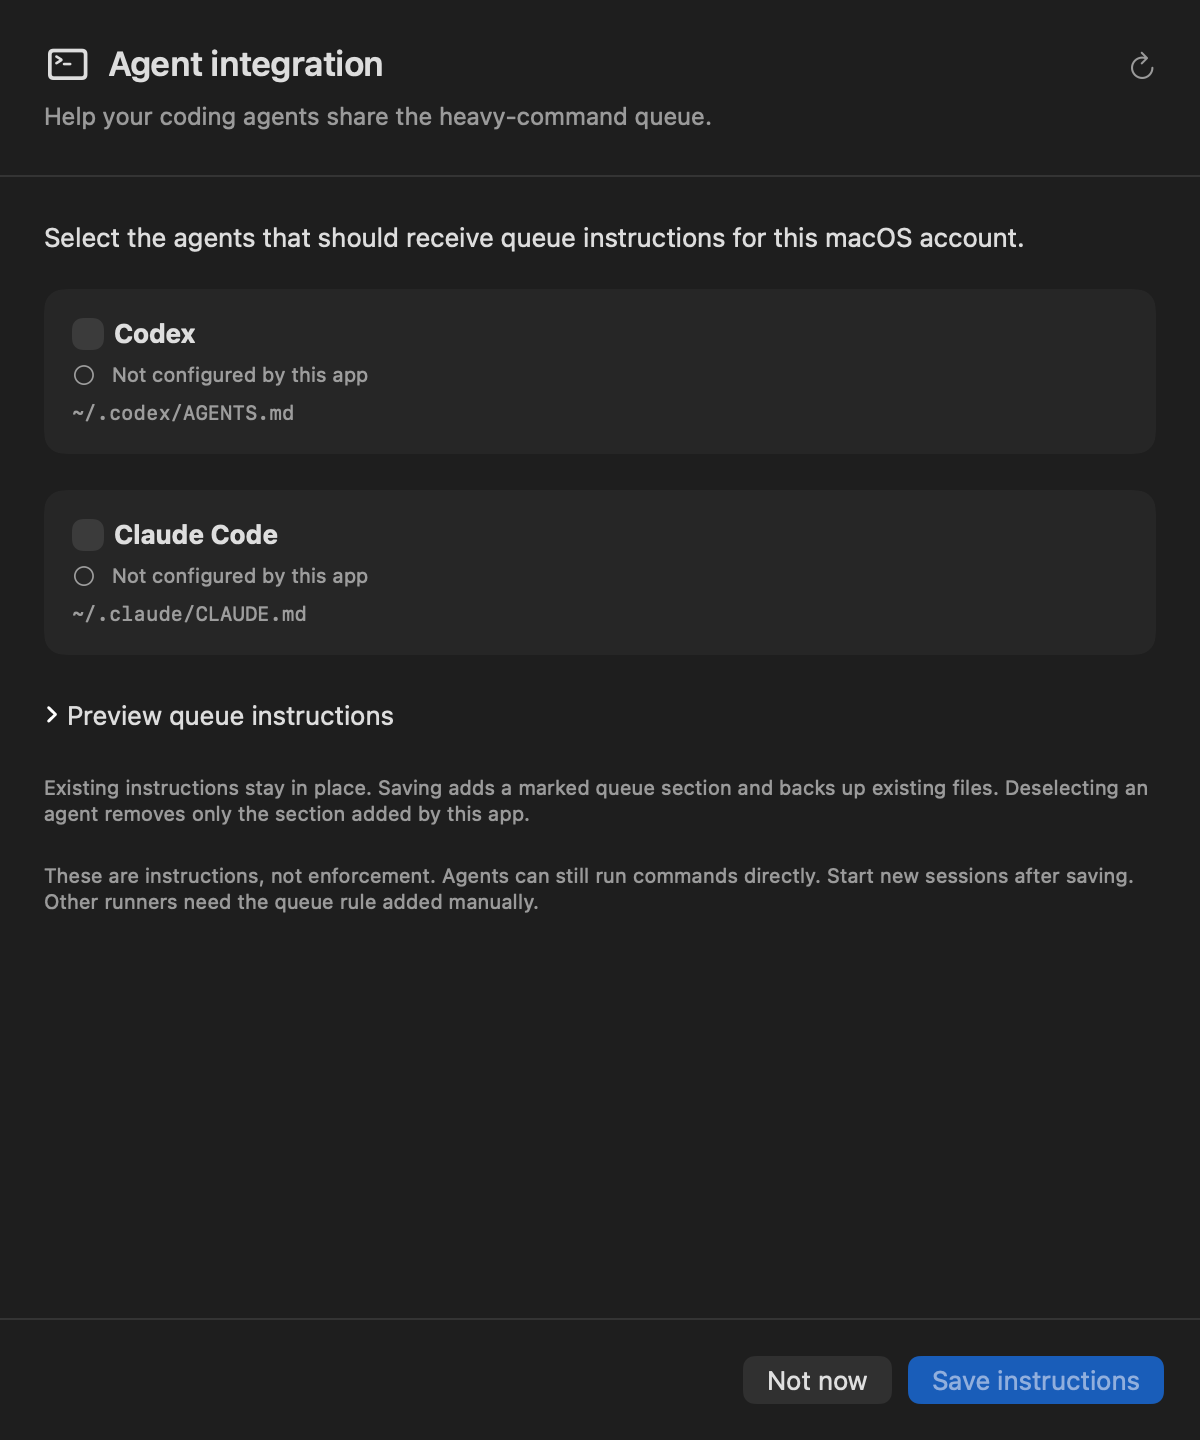 >-
Agent integration
Help your coding agents share the heavy-command queue.
Select the agents that should receive queue instructions for this macOS account.
Codex
Not configured by this app
~/.codex/AGENTS.md
Claude Code
Not configured by this app
~/.claude/CLAUDE.md
Preview queue instructions
Existing instructions stay in place. Saving adds a marked queue section and backs up existing files. Deselecting an
agent removes only the section added by this app.
These are instructions, not enforcement. Agents can still run commands directly. Start new sessions after saving.
Other runners need the queue rule added manually.
Not now
Save instructions